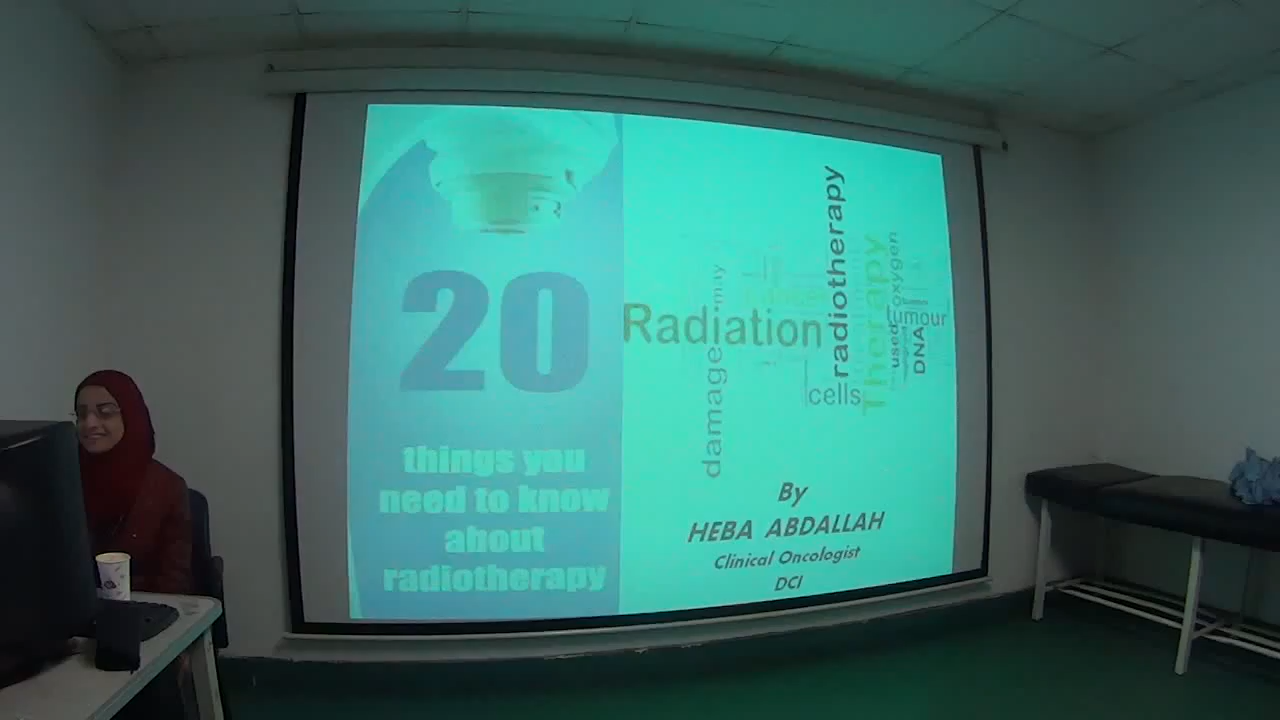 20
things you
need to know
about
radiotherapy
Radiation
damage
may
cells
radiotherapy
Therapy
used
oxygen
tumour
DNA
By
HEBA ABDALLAH
Clinical Oncologist
DCI